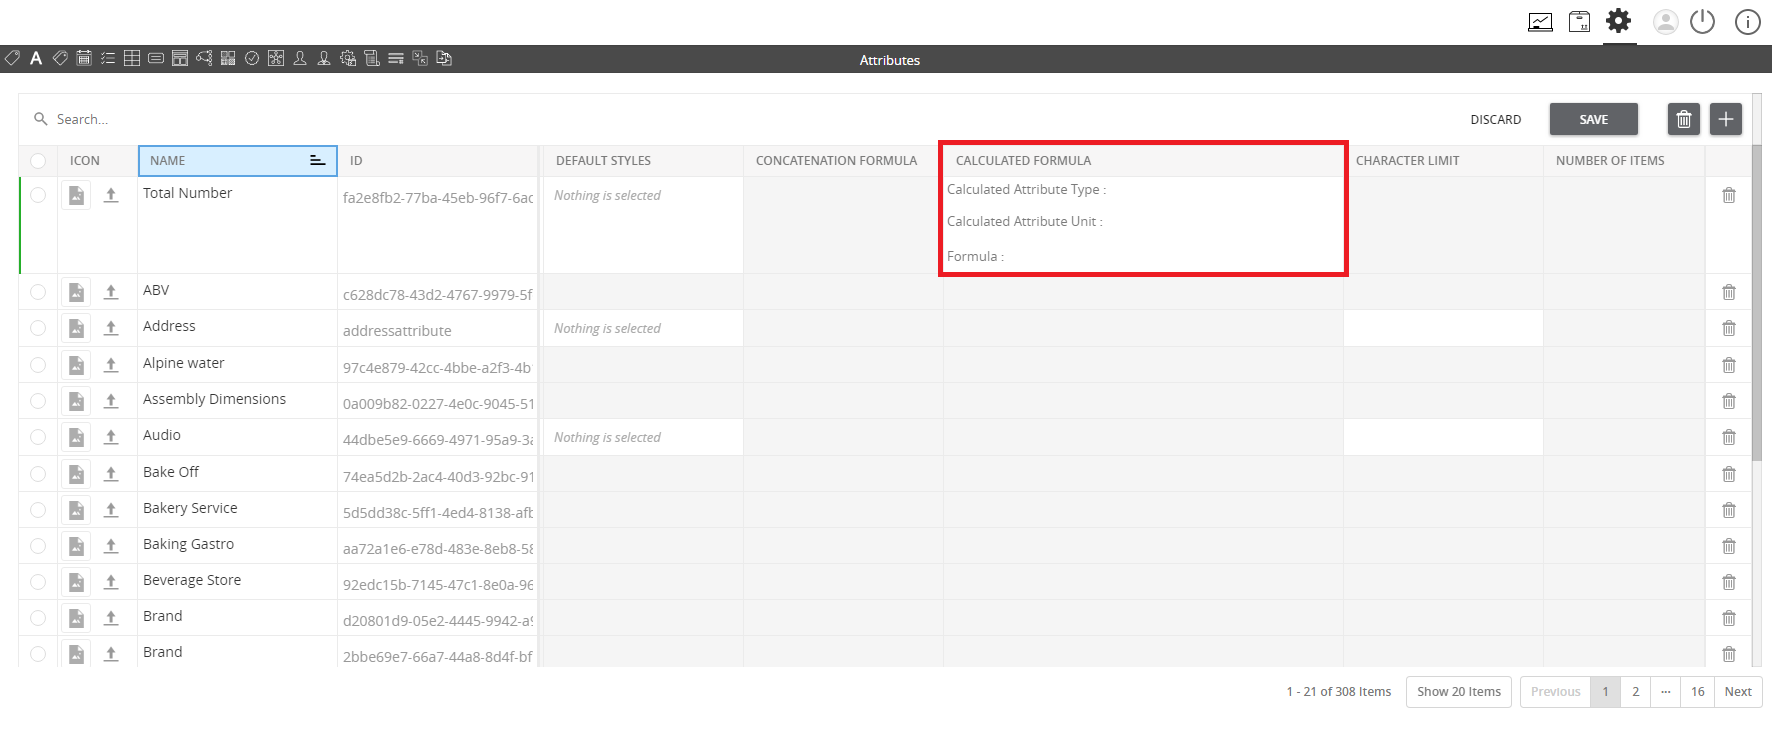 Attributes
Search...
DISCARD
SAVE
ICON NAME ID DEFAULT STYLES CONCATENATION FORMULA CALCULATED FORMULA CHARACTER LIMIT NUMBER OF ITEMS
Total Number fa2e8fb2-77ba-45eb-96f7-6ac Nothing is selected Calculated Attribute Type :
Calculated Attribute Unit :
Formula :
ABV c628dc78-43d2-4767-9979-5f
Address addressattribute Nothing is selected
Alpine water 97c4e879-42cc-4bbe-a2f3-4b
Assembly Dimensions 0a009b82-0227-4e0c-9045-51
Audio 44dbe5e9-6669-4971-95a9-3a Nothing is selected
Bake Off 74ea5d2b-2ac4-40d3-92bc-91
Bakery Service 5d5dd38c-5ff1-4ed4-8138-afb
Baking Gastro aa72a1e6-e78d-483e-8eb8-58
Beverage Store 92edc15b-7145-47c1-8e0a-96
Brand d20801d9-05e2-4445-9942-a9
Brand 2bbe69e7-66a7-44a8-8d4f-bf
1 - 21 of 308 Items Show 20 Items Previous 1 2 ... 16 Next